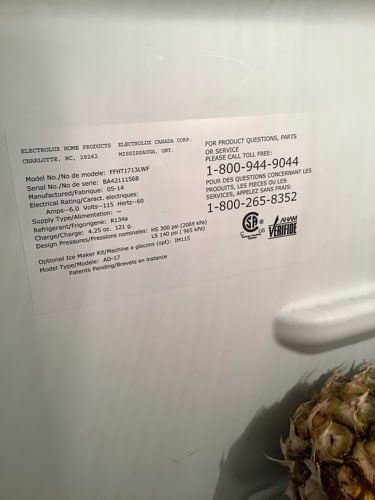 ELECTROLUX HOME PRODUCTS ELECTROLUX CANADA CORP.
CHARLOTTE, NC, 28262 MISSISSAUGA, ONT.
Model No./No de modele: FFHT1713LWF
Serial No./No de serie: BA42111568
Manufactured/Fabrique: 05-14
Electrical Rating/Caract. electriques:
Amps--6.0 Volts--115 Hertz--60
Supply Type/Alimentation: ~
Refrigerant/Frigorigene: R134a
Charge/Charge: 4.25 oz. 121 g.
Design Pressures/Pressions nominales: HS 300 psi (2069 kPa)
LS 140 psi ( 965 kPa)
Optional Ice Maker Kit/Machine a glacons (opt): IM115
Model Type/Modele: AD-17
Patents Pending/Brevets en instance
FOR PRODUCT QUESTIONS, PARTS
OR SERVICE
PLEASE CALL TOLL FREE:
1-800-944-9044
POUR DES QUESTIONS CONCERNANT LES
PRODUITS, LES PIECES OU LES
SERVICES, APPELEZ SANS FRAIS:
1-800-265-8352
C SA US
AHAM
VERIFIDE